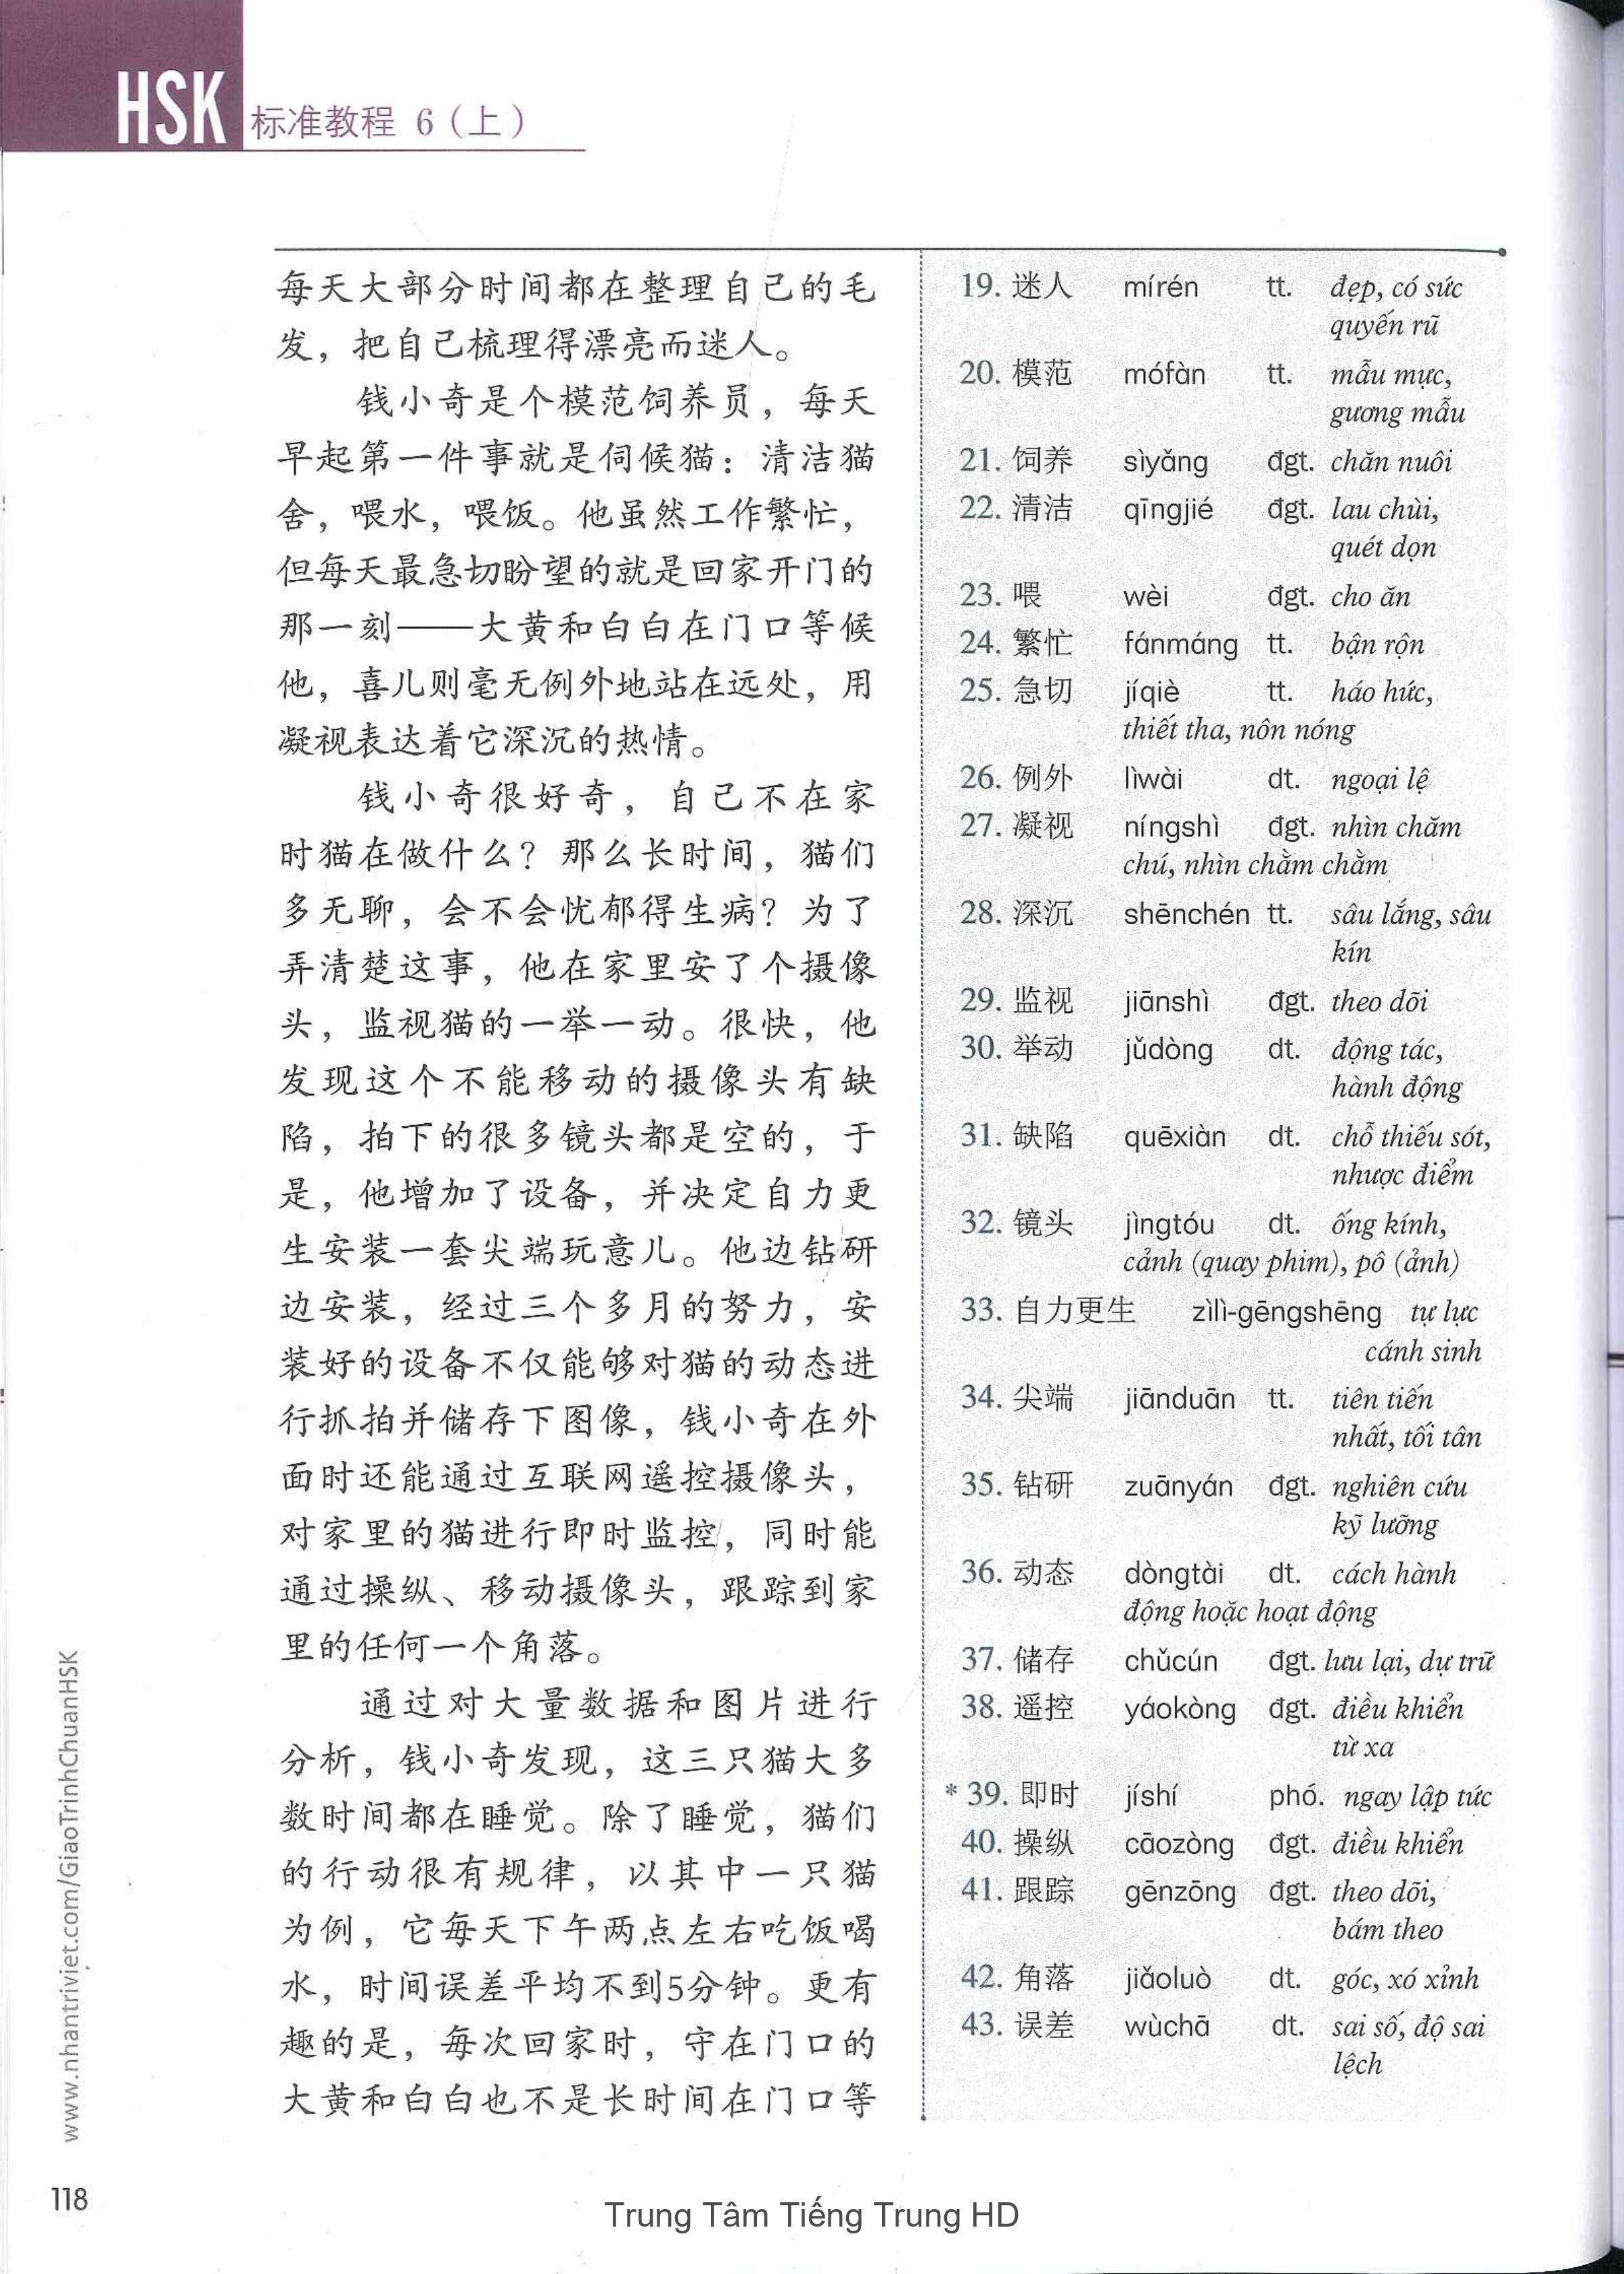 HSK 标准教程 6（上）
每天大部分时间都在整理自己的毛
发，把自己梳理得漂亮而迷人。
钱小奇是个模范饲养员，每天
早起第一件事就是伺候猫：清洁猫
舍，喂水，喂饭。他虽然工作繁忙，
但每天最急切盼望的就是回家开门的
那一刻——大黄和白白在门口等候
他，喜儿则毫无例外地站在远处，用
凝视表达着它深沉的热情。
钱小奇很好奇，自己不在家
时猫在做什么？那么长时间，猫们
多无聊，会不会忧郁得生病？为了
弄清楚这事，他在家里安了个摄像
头，监视猫的一举一动。很快，他
发现这个不能移动的摄像头有缺
陷，拍下的很多镜头都是空的，于
是，他增加了设备，并决定自力更
生安装一套尖端玩意儿。他边钻研
边安装，经过三个多月的努力，安
装好的设备不仅能够对猫的动态进
行抓拍并储存下图像，钱小奇在外
面时还能通过互联网遥控摄像头，
对家里的猫进行即时监控，同时能
通过操纵、移动摄像头，跟踪到家
里的任何一个角落。
通过对大量数据和图片进行
分析，钱小奇发现，这三只猫大多
数时间都在睡觉。除了睡觉，猫们
的行动很有规律，以其中一只猫
为例，它每天下午两点左右吃饭喝
水，时间误差平均不到5分钟。更有
趣的是，每次回家时，守在门口的
大黄和白白也不是长时间在门口等
19. 迷人 mírén tt. đẹp, có sức
quyến rũ
20. 模范 mófàn tt. mẫu mực,
gương mẫu
21. 饲养 sìyǎng đgt. chăn nuôi
22. 清洁 qīngjié đgt. lau chùi,
quét dọn
23. 喂 wèi đgt. cho ăn
24. 繁忙 fánmáng tt. bận rộn
25. 急切 jíqiè tt. háo hức,
thiết tha, nôn nóng
26. 例外 lìwài dt. ngoại lệ
27. 凝视 níngshì đgt. nhìn chăm
chú, nhìn chằm chằm
28. 深沉 shēnchén tt. sâu lắng, sâu
kín
29. 监视 jiānshì đgt. theo dõi
30. 举动 jǔdòng dt. động tác,
hành động
31. 缺陷 quēxiàn dt. chỗ thiếu sót,
nhược điểm
32. 镜头 jìngtóu dt. ống kính,
cảnh (quay phim), pô (ảnh)
33. 自力更生 zìlì-gēngshēng tự lực
cánh sinh
34. 尖端 jiānduān tt. tiên tiến
nhất, tối tân
35. 钻研 zuānyán đgt. nghiên cứu
kỹ lưỡng
36. 动态 dòngtài dt. cách hành
động hoặc hoạt động
37. 储存 chǔcún đgt. lưu lại, dự trữ
38. 遥控 yáokòng đgt. điều khiển
từ xa
* 39. 即时 jíshí phó. ngay lập tức
40. 操纵 cāozòng đgt. điều khiển
41. 跟踪 gēnzōng đgt. theo dõi,
bám theo
42. 角落 jiǎoluò dt. góc, xó xỉnh
43. 误差 wùchā dt. sai số, độ sai
lệch
www.nhantriviet.com/GiaoTrinhChuanHSK
118
Trung Tâm Tiếng Trung HD